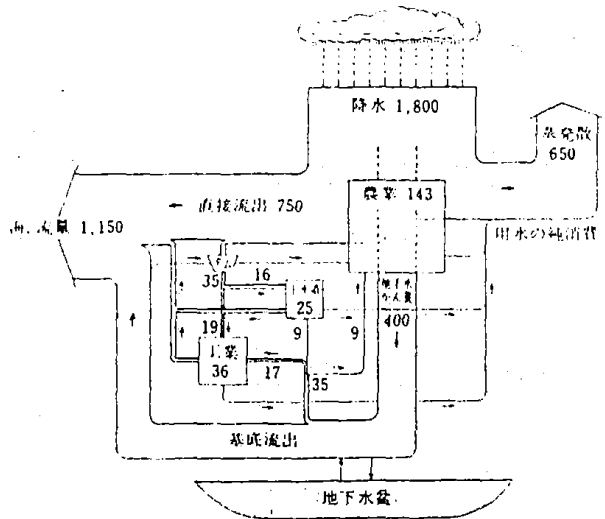 降水 1,800
蒸発散
650
農業 143
直接流出 750
流量 1,150
用水の純消費
35
16
25
地下水
かん養
400
19
工業
36
9
9
17
35
基底流出
地下水盆